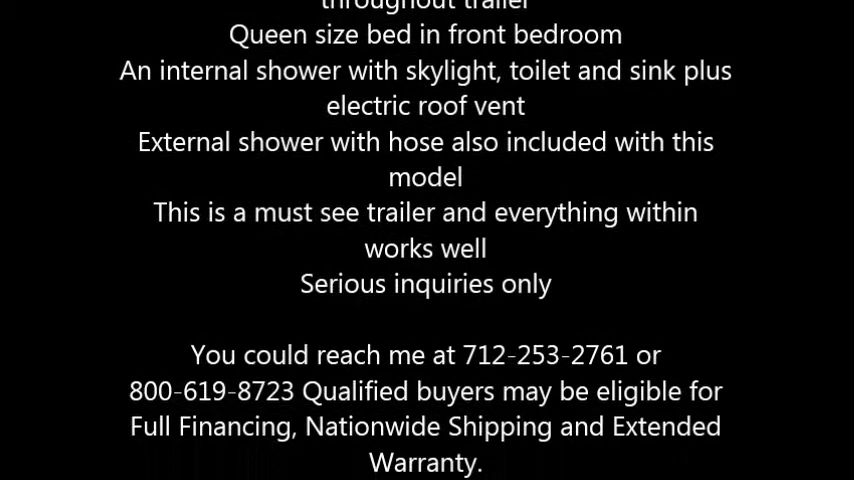 throughout trailer
Queen size bed in front bedroom
An internal shower with skylight, toilet and sink plus
electric roof vent
External shower with hose also included with this
model
This is a must see trailer and everything within
works well
Serious inquiries only
You could reach me at 712-253-2761 or
800-619-8723 Qualified buyers may be eligible for
Full Financing, Nationwide Shipping and Extended
Warranty.